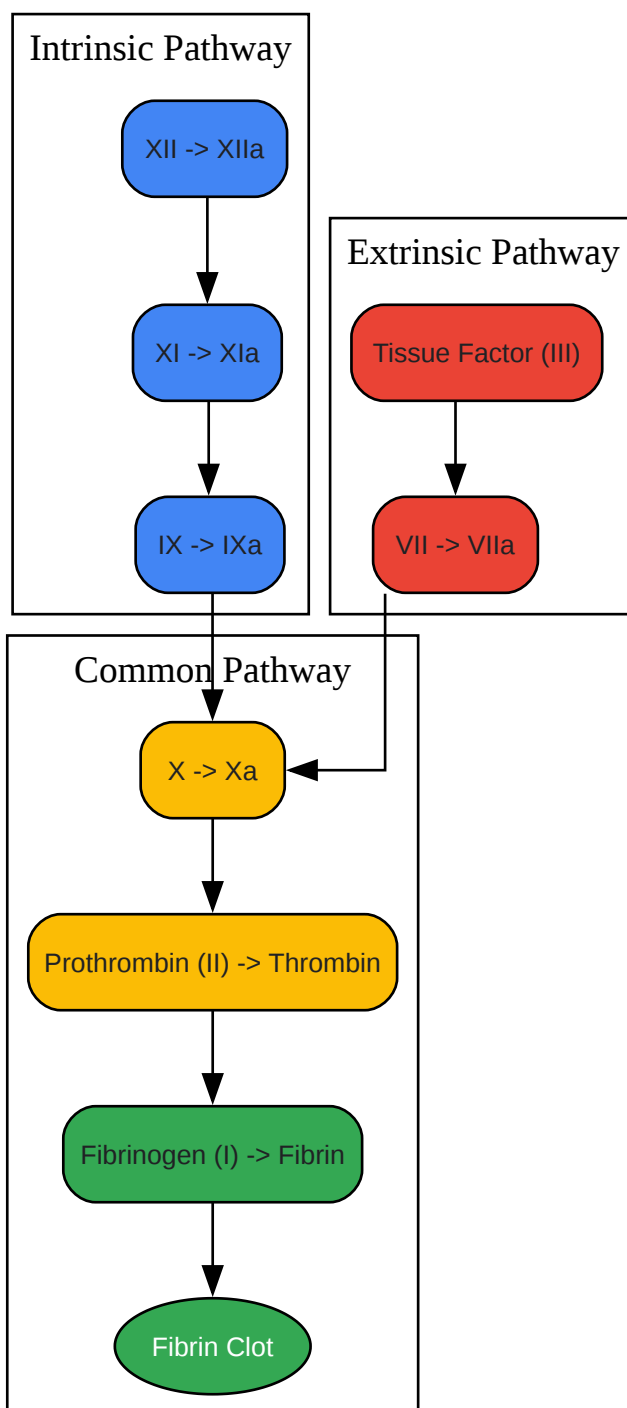 Intrinsic Pathway
XII -> XIIa
XI -> XIa
IX -> IXa
Extrinsic Pathway
Tissue Factor (III)
VII -> VIIa
Common Pathway
X -> Xa
Prothrombin (II) -> Thrombin
Fibrinogen (I) -> Fibrin
Fibrin Clot